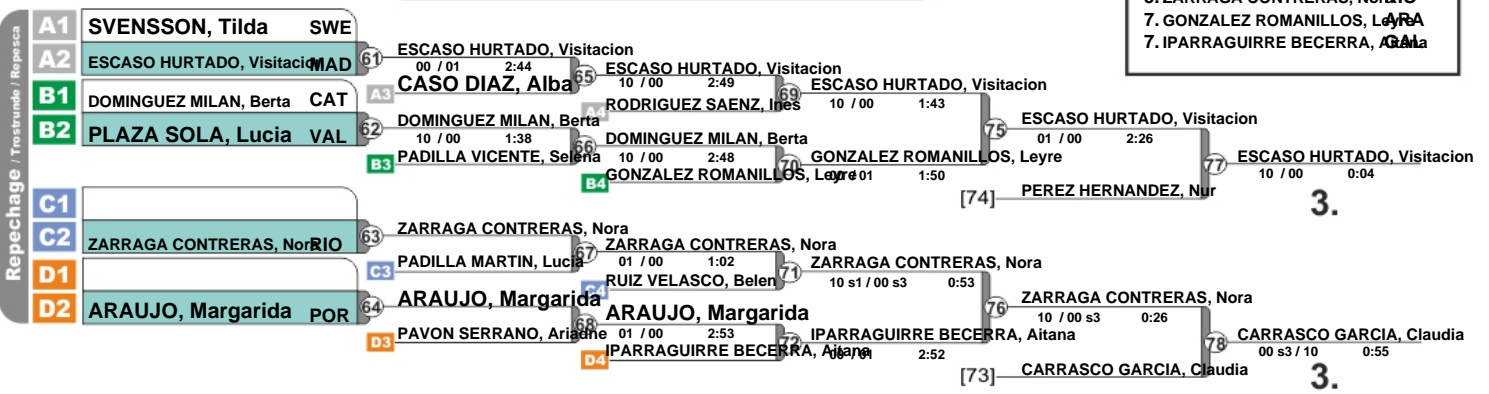 7. GONZALEZ ROMANILLOS, Leyre ARA
7. IPARRAGUIRRE BECERRA, Aitana GAL
Repechage / Trostrunde / Repesca
A1 SVENSSON, Tilda SWE
A2 ESCASO HURTADO, Visitacion MAD
B1 DOMINGUEZ MILAN, Berta CAT
B2 PLAZA SOLA, Lucia VAL
C1
C2 ZARRAGA CONTRERAS, Nora RIO
D1
D2 ARAUJO, Margarida POR
61 ESCASO HURTADO, Visitacion
00 / 01 2:44
A3 CASO DIAZ, Alba
62 DOMINGUEZ MILAN, Berta
10 / 00 1:38
B3 PADILLA VICENTE, Selena
63 ZARRAGA CONTRERAS, Nora
C3 PADILLA MARTIN, Lucia
64 ARAUJO, Margarida
D3 PAVON SERRANO, Ariadne
65 ESCASO HURTADO, Visitacion
10 / 00 2:49
A4 RODRIGUEZ SAENZ, Ines
66 DOMINGUEZ MILAN, Berta
10 / 00 2:48
B4 GONZALEZ ROMANILLOS, Leyre
67 ZARRAGA CONTRERAS, Nora
01 / 00 1:02
C4 RUIZ VELASCO, Belen
68 ARAUJO, Margarida
01 / 00 2:53
D4 IPARRAGUIRRE BECERRA, Aitana
69 ESCASO HURTADO, Visitacion
10 / 00 1:43
70 GONZALEZ ROMANILLOS, Leyre
00 / 01 1:50
71 ZARRAGA CONTRERAS, Nora
10 s1 / 00 s3 0:53
72 IPARRAGUIRRE BECERRA, Aitana
00 / 01 2:52
75 ESCASO HURTADO, Visitacion
01 / 00 2:26
[74] PEREZ HERNANDEZ, Nur
76 ZARRAGA CONTRERAS, Nora
10 / 00 s3 0:26
[73] CARRASCO GARCIA, Claudia
77 ESCASO HURTADO, Visitacion
10 / 00 0:04
3.
78 CARRASCO GARCIA, Claudia
00 s3 / 10 0:55
3.